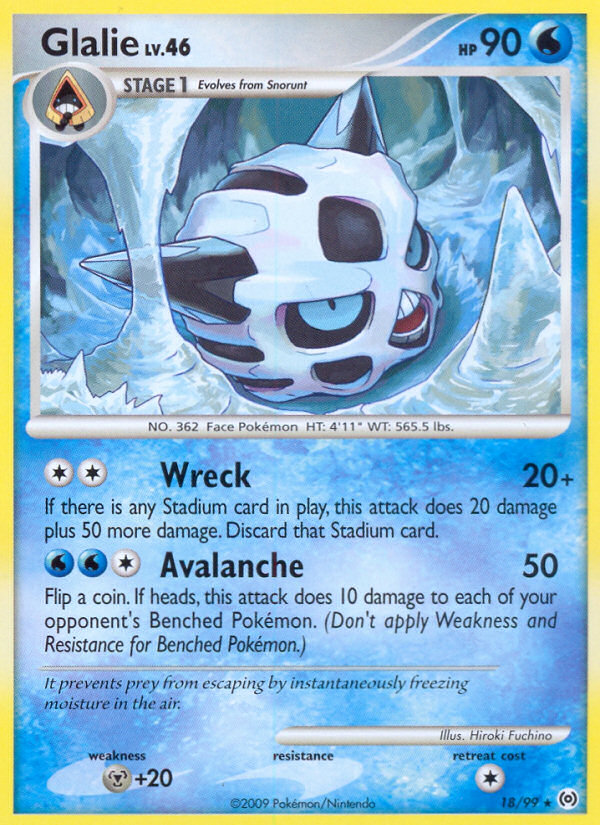 Glalie LV.46 HP 90
STAGE 1 Evolves from Snorunt
NO. 362 Face Pokémon HT: 4'11" WT: 565.5 lbs.
Wreck 20+
If there is any Stadium card in play, this attack does 20 damage
plus 50 more damage. Discard that Stadium card.
Avalanche 50
Flip a coin. If heads, this attack does 10 damage to each of your
opponent's Benched Pokémon. (Don't apply Weakness and
Resistance for Benched Pokémon.)
It prevents prey from escaping by instantaneously freezing
moisture in the air.
Illus. Hiroki Fuchino
weakness resistance retreat cost
+20
©2009 Pokémon/Nintendo 18/99 ★